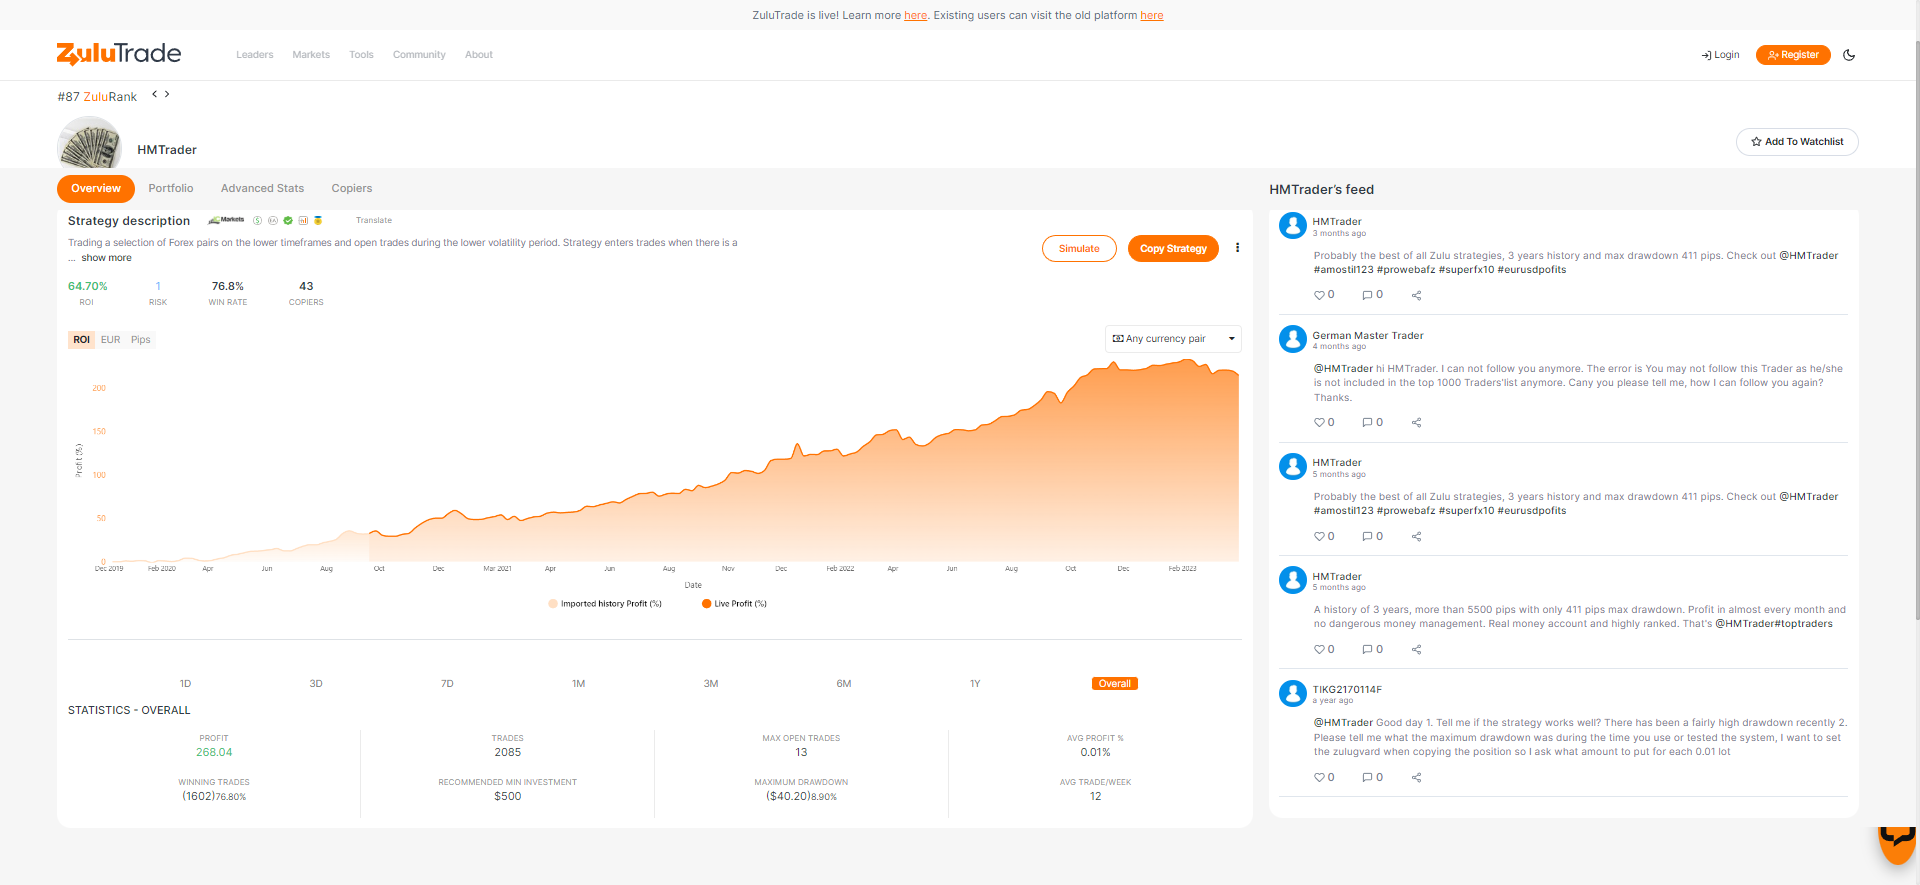 ZuluTrade is live! Learn more here. Existing users can visit the old platform here
ZuluTrade
Leaders Markets Tools Community About
Login
Register
#87 ZuluRank
HMTrader
Add To Watchlist
Overview Portfolio Advanced Stats Copiers
Strategy description
Markets
Translate
Trading a selection of Forex pairs on the lower timeframes and open trades during the lower volatility period. Strategy enters trades when there is a
... show more
Simulate
Copy Strategy
64.70% 1 76.8% 43
ROI RISK WIN RATE COPIERS
ROI EUR Pips
Any currency pair
200
150
100
50
0
Profit (%)
Dec 2019 Feb 2020 Apr Jun Aug Oct Dec Mar 2021 Apr Jun Aug Nov Dec Feb 2022 Apr Jun Aug Oct Dec Feb 2023
Date
Imported history Profit (%) Live Profit (%)
1D 3D 7D 1M 3M 6M 1Y Overall
STATISTICS - OVERALL
PROFIT TRADES MAX OPEN TRADES AVG PROFIT %
268.04 2085 13 0.01%
WINNING TRADES RECOMMENDED MIN INVESTMENT MAXIMUM DRAWDOWN AVG TRADE/WEEK
(1602)76.80% $500 ($40.20)8.90% 12
HMTrader's feed
HMTrader
3 months ago
Probably the best of all Zulu strategies, 3 years history and max drawdown 411 pips. Check out @HMTrader
#amostil123 #prowebafz #superfx10 #eurusdpofits
0 0
German Master Trader
4 months ago
@HMTrader hi HMTrader. I can not follow you anymore. The error is You may not follow this Trader as he/she
is not included in the top 1000 Traders'list anymore. Cany you please tell me, how I can follow you again?
Thanks.
0 0
HMTrader
5 months ago
Probably the best of all Zulu strategies, 3 years history and max drawdown 411 pips. Check out @HMTrader
#amostil123 #prowebafz #superfx10 #eurusdpofits
0 0
HMTrader
5 months ago
A history of 3 years, more than 5500 pips with only 411 pips max drawdown. Profit in almost every month and
no dangerous money management. Real money account and highly ranked. That's @HMTrader#toptraders
0 0
TIKG2170114F
a year ago
@HMTrader Good day 1. Tell me if the strategy works well? There has been a fairly high drawdown recently 2.
Please tell me what the maximum drawdown was during the time you use or tested the system, I want to set
the zulugvard when copying the position so I ask what amount to put for each 0.01 lot
0 0